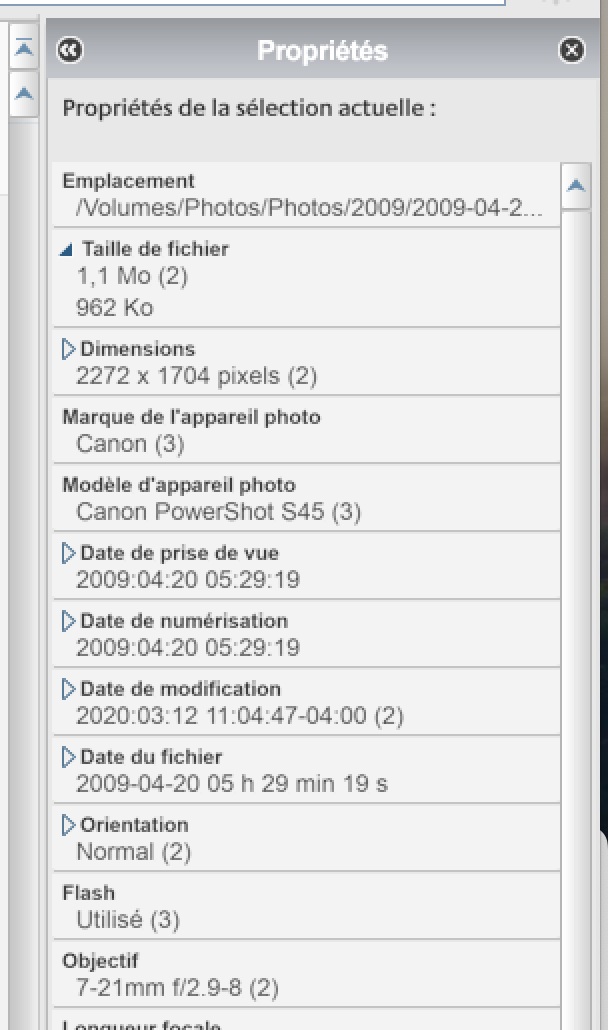 Propriétés
Propriétés de la sélection actuelle :
Emplacement
/Volumes/Photos/Photos/2009/2009-04-2...
Taille de fichier
1,1 Mo (2)
962 Ko
Dimensions
2272 x 1704 pixels (2)
Marque de l'appareil photo
Canon (3)
Modèle d'appareil photo
Canon PowerShot S45 (3)
Date de prise de vue
2009:04:20 05:29:19
Date de numérisation
2009:04:20 05:29:19
Date de modification
2020:03:12 11:04:47-04:00 (2)
Date du fichier
2009-04-20 05 h 29 min 19 s
Orientation
Normal (2)
Flash
Utilisé (3)
Objectif
7-21mm f/2.9-8 (2)
Longueur focale